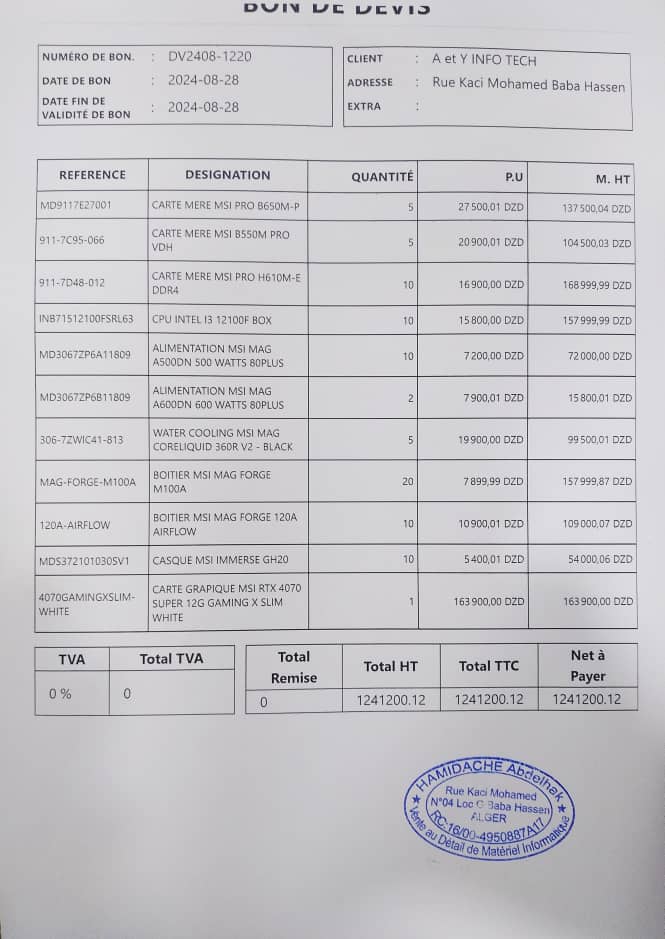 BON DE DEVIS
NUMÉRO DE BON. : DV2408-1220
DATE DE BON : 2024-08-28
DATE FIN DE
VALIDITÉ DE BON : 2024-08-28
CLIENT : A et Y INFO TECH
ADRESSE : Rue Kaci Mohamed Baba Hassen
EXTRA :
REFERENCE DESIGNATION QUANTITÉ P.U M. HT
MD9117E27001 CARTE MERE MSI PRO B650M-P 5 27 500,01 DZD 137 500,04 DZD
911-7C95-066 CARTE MERE MSI B550M PRO
VDH 5 20 900,01 DZD 104 500,03 DZD
911-7D48-012 CARTE MERE MSI PRO H610M-E
DDR4 10 16 900,00 DZD 168 999,99 DZD
INB71512100FSRL63 CPU INTEL I3 12100F BOX 10 15 800,00 DZD 157 999,99 DZD
MD3067ZP6A11809 ALIMENTATION MSI MAG
A500DN 500 WATTS 80PLUS 10 7 200,00 DZD 72 000,00 DZD
MD3067ZP6B11809 ALIMENTATION MSI MAG
A600DN 600 WATTS 80PLUS 2 7 900,01 DZD 15 800,01 DZD
306-7ZWIC41-813 WATER COOLING MSI MAG
CORELIQUID 360R V2 - BLACK 5 19 900,00 DZD 99 500,01 DZD
MAG-FORGE-M100A BOITIER MSI MAG FORGE
M100A 20 7 899,99 DZD 157 999,87 DZD
120A-AIRFLOW BOITIER MSI MAG FORGE 120A
AIRFLOW 10 10 900,01 DZD 109 000,07 DZD
MDS372101030SV1 CASQUE MSI IMMERSE GH20 10 5 400,01 DZD 54 000,06 DZD
4070GAMINGXSLIM-
WHITE CARTE GRAPIQUE MSI RTX 4070
SUPER 12G GAMING X SLIM
WHITE 1 163 900,00 DZD 163 900,00 DZD
TVA Total TVA
0 % 0
Total
Remise Total HT Total TTC Net à
Payer
0 1241200.12 1241200.12 1241200.12
HAMIDACHE Abdelhak
Rue Kaci Mohamed
N°04 Loc Baba Hassen
ALGER
RC:16/00-4950887A17
Vente au Détail de Matériel Informatique